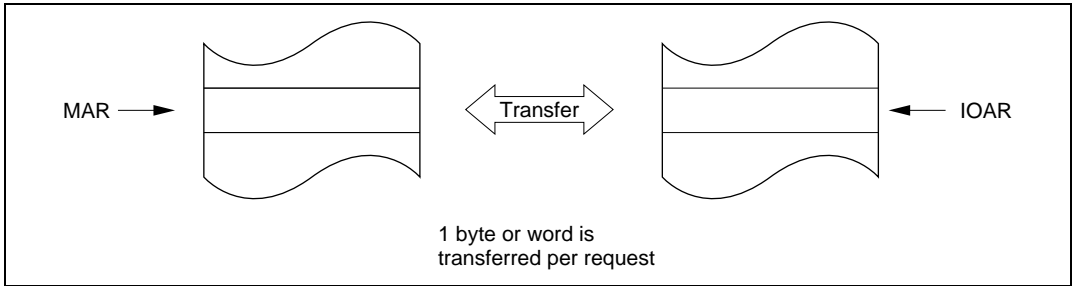 MAR
Transfer
IOAR
1 byte or word is
transferred per request